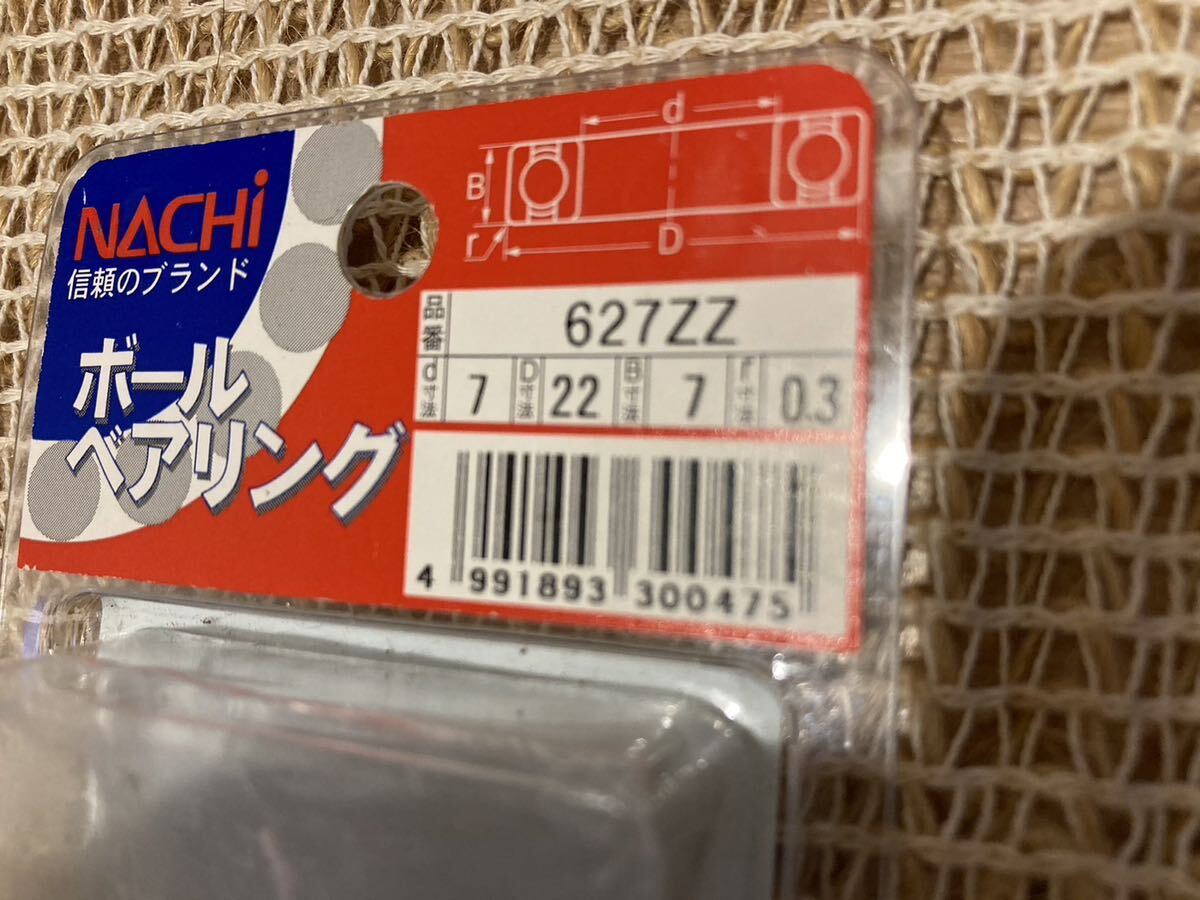 NACHi
信頼のブランド
ボール
ベアリング
d
B
r
D
品番 627ZZ
d寸法 7 D寸法 22 B寸法 7 r寸法 0.3
4 991893 300475